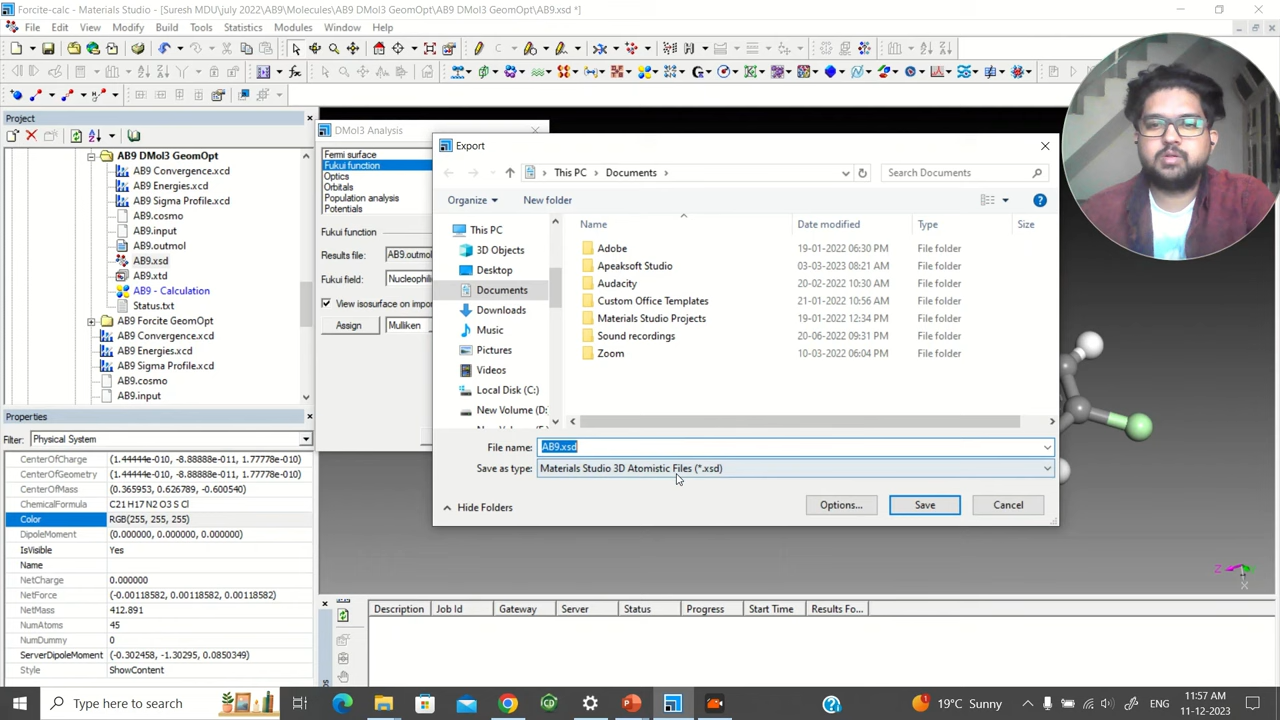 Forcite-calc - Materials Studio - [Suresh MDU\july 2022\AB9\Molecules\AB9 DMol3 GeomOpt\AB9.xsd *]
File Edit View Modify Build Tools Statistics Modules Window Help
Project
AB9 DMol3 GeomOpt
AB9 Convergence.xcd
AB9 Energies.xcd
AB9 Sigma Profile.xcd
AB9.cosmo
AB9.input
AB9.outmol
AB9.xsd
AB9.xtd
AB9 - Calculation
Status.txt
AB9 Forcite GeomOpt
AB9 Convergence.xcd
AB9 Energies.xcd
AB9 Sigma Profile.xcd
AB9.cosmo
AB9.input
DMol3 Analysis
Fermi surface
Fukui function
Optics
Orbitals
Population analysis
Potentials
Fukui function
Results file: AB9.outmol
Fukui field:
View isosurface on
Assign Mulliken
Export
This PC Documents
Search Documents
Organize New folder
This PC
3D Objects
Desktop
Documents
Downloads
Music
Pictures
Videos
Local Disk (C:)
New Volume (D:
Name Date modified Type Size
Adobe 19-01-2022 06:30 PM File folder
Apeaksoft Studio 03-03-2023 08:21 AM File folder
Audacity 20-02-2022 10:30 AM File folder
Custom Office Templates 21-01-2022 10:56 AM File folder
Materials Studio Projects 19-01-2022 12:34 PM File folder
Sound recordings 20-06-2022 09:31 PM File folder
Zoom 10-03-2022 06:04 PM File folder
File name: AB9.xsd
Save as type: Materials Studio 3D Atomistic Files (*.xsd)
Hide Folders Options... Save Cancel
Properties
Filter: Physical System
CenterOfCharge (1.44444e-010, -8.88888e-011, 1.77778e-010)
CenterOfGeometry (1.44444e-010, -8.88888e-011, 1.77778e-010)
CenterOfMass (0.365953, 0.626789, -0.600540)
ChemicalFormula C21 H17 N2 O3 S Cl
Color RGB(255, 255, 255)
DipoleMoment (0.000000, 0.000000, 0.000000)
IsVisible Yes
Name
NetCharge 0.000000
NetForce (-0.00118582, 0.00118582, 0.00118582)
NetMass 412.891
NumAtoms 45
NumDummy 0
ServerDipoleMoment (-0.302458, -1.30295, 0.0850349)
Style ShowContent
Description Job Id Gateway Server Status Progress Start Time Results Fo...
Z
X
Type here to search
19°C Sunny
ENG
11:57 AM
11-12-2023